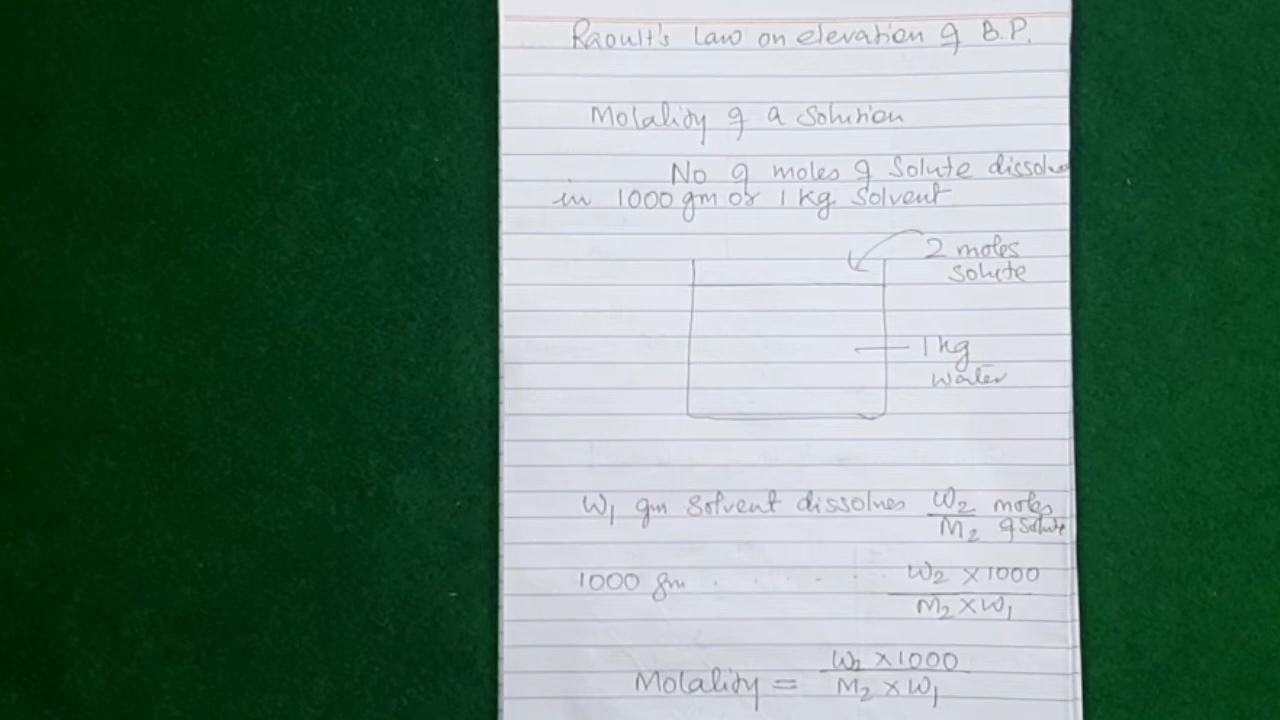 Raoult's Law on elevation of B.P.
Molality of a Solution
No of moles of Solute dissolve
in 1000 gm or 1 Kg Solvent
2 moles
Solute
1 kg
water
W₁ gm Solvent dissolves W₂/M₂ moles of Solute
1000 gm . . . . . W₂ × 1000 / M₂ × W₁
Molality = W₂ × 1000 / M₂ × W₁